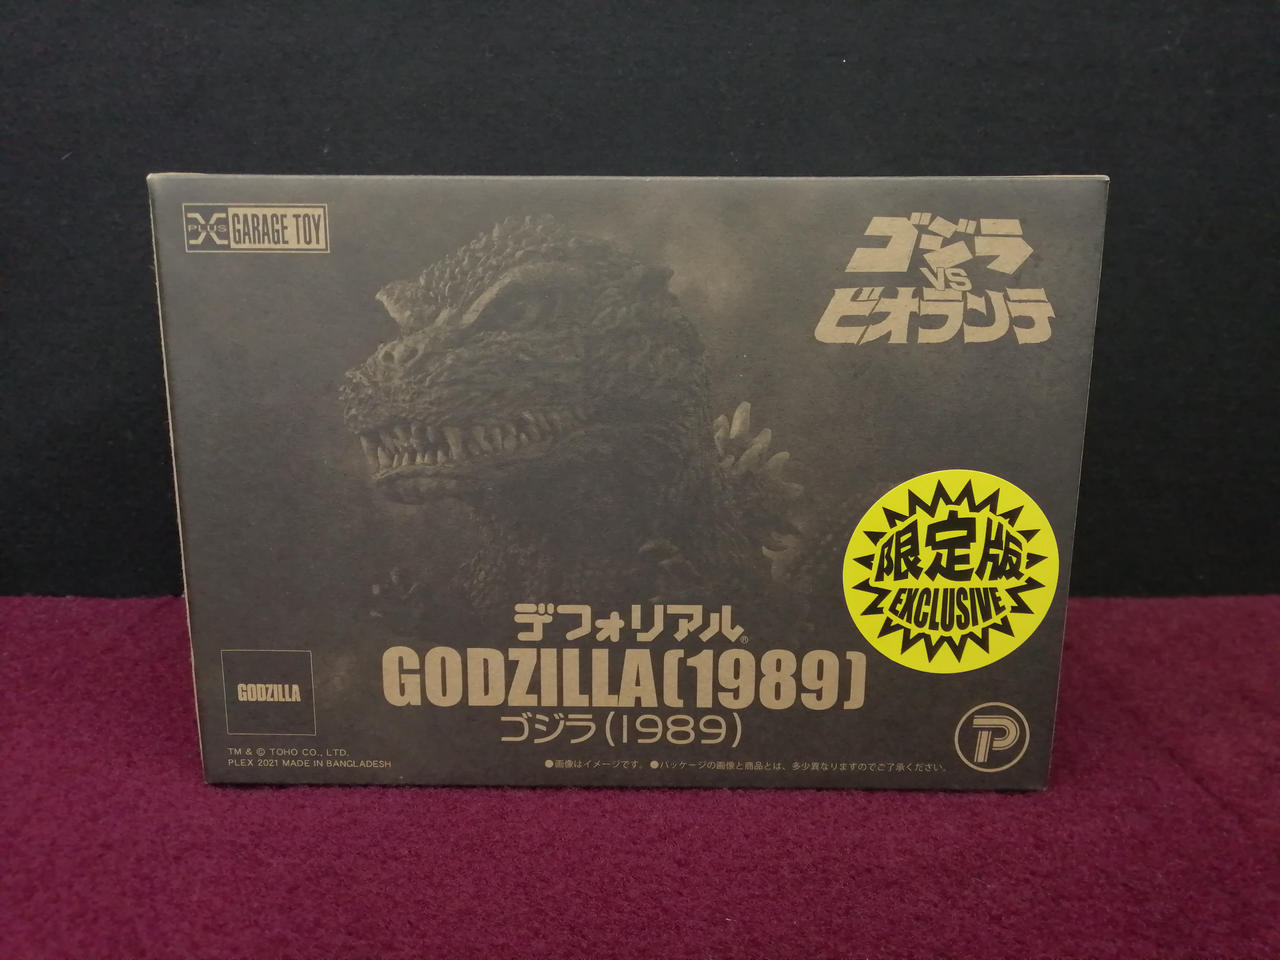 X PLUS GARAGE TOY
ゴジラ
VS
ビオランテ
限定版
EXCLUSIVE
デフォリアル®
GODZILLA(1989)
ゴジラ(1989)
GODZILLA
TM & © TOHO CO., LTD.
PLEX 2021 MADE IN BANGLADESH
●画像はイメージです。 ●パッケージの画像と商品とは、多少異なりますのでご了承ください。
P